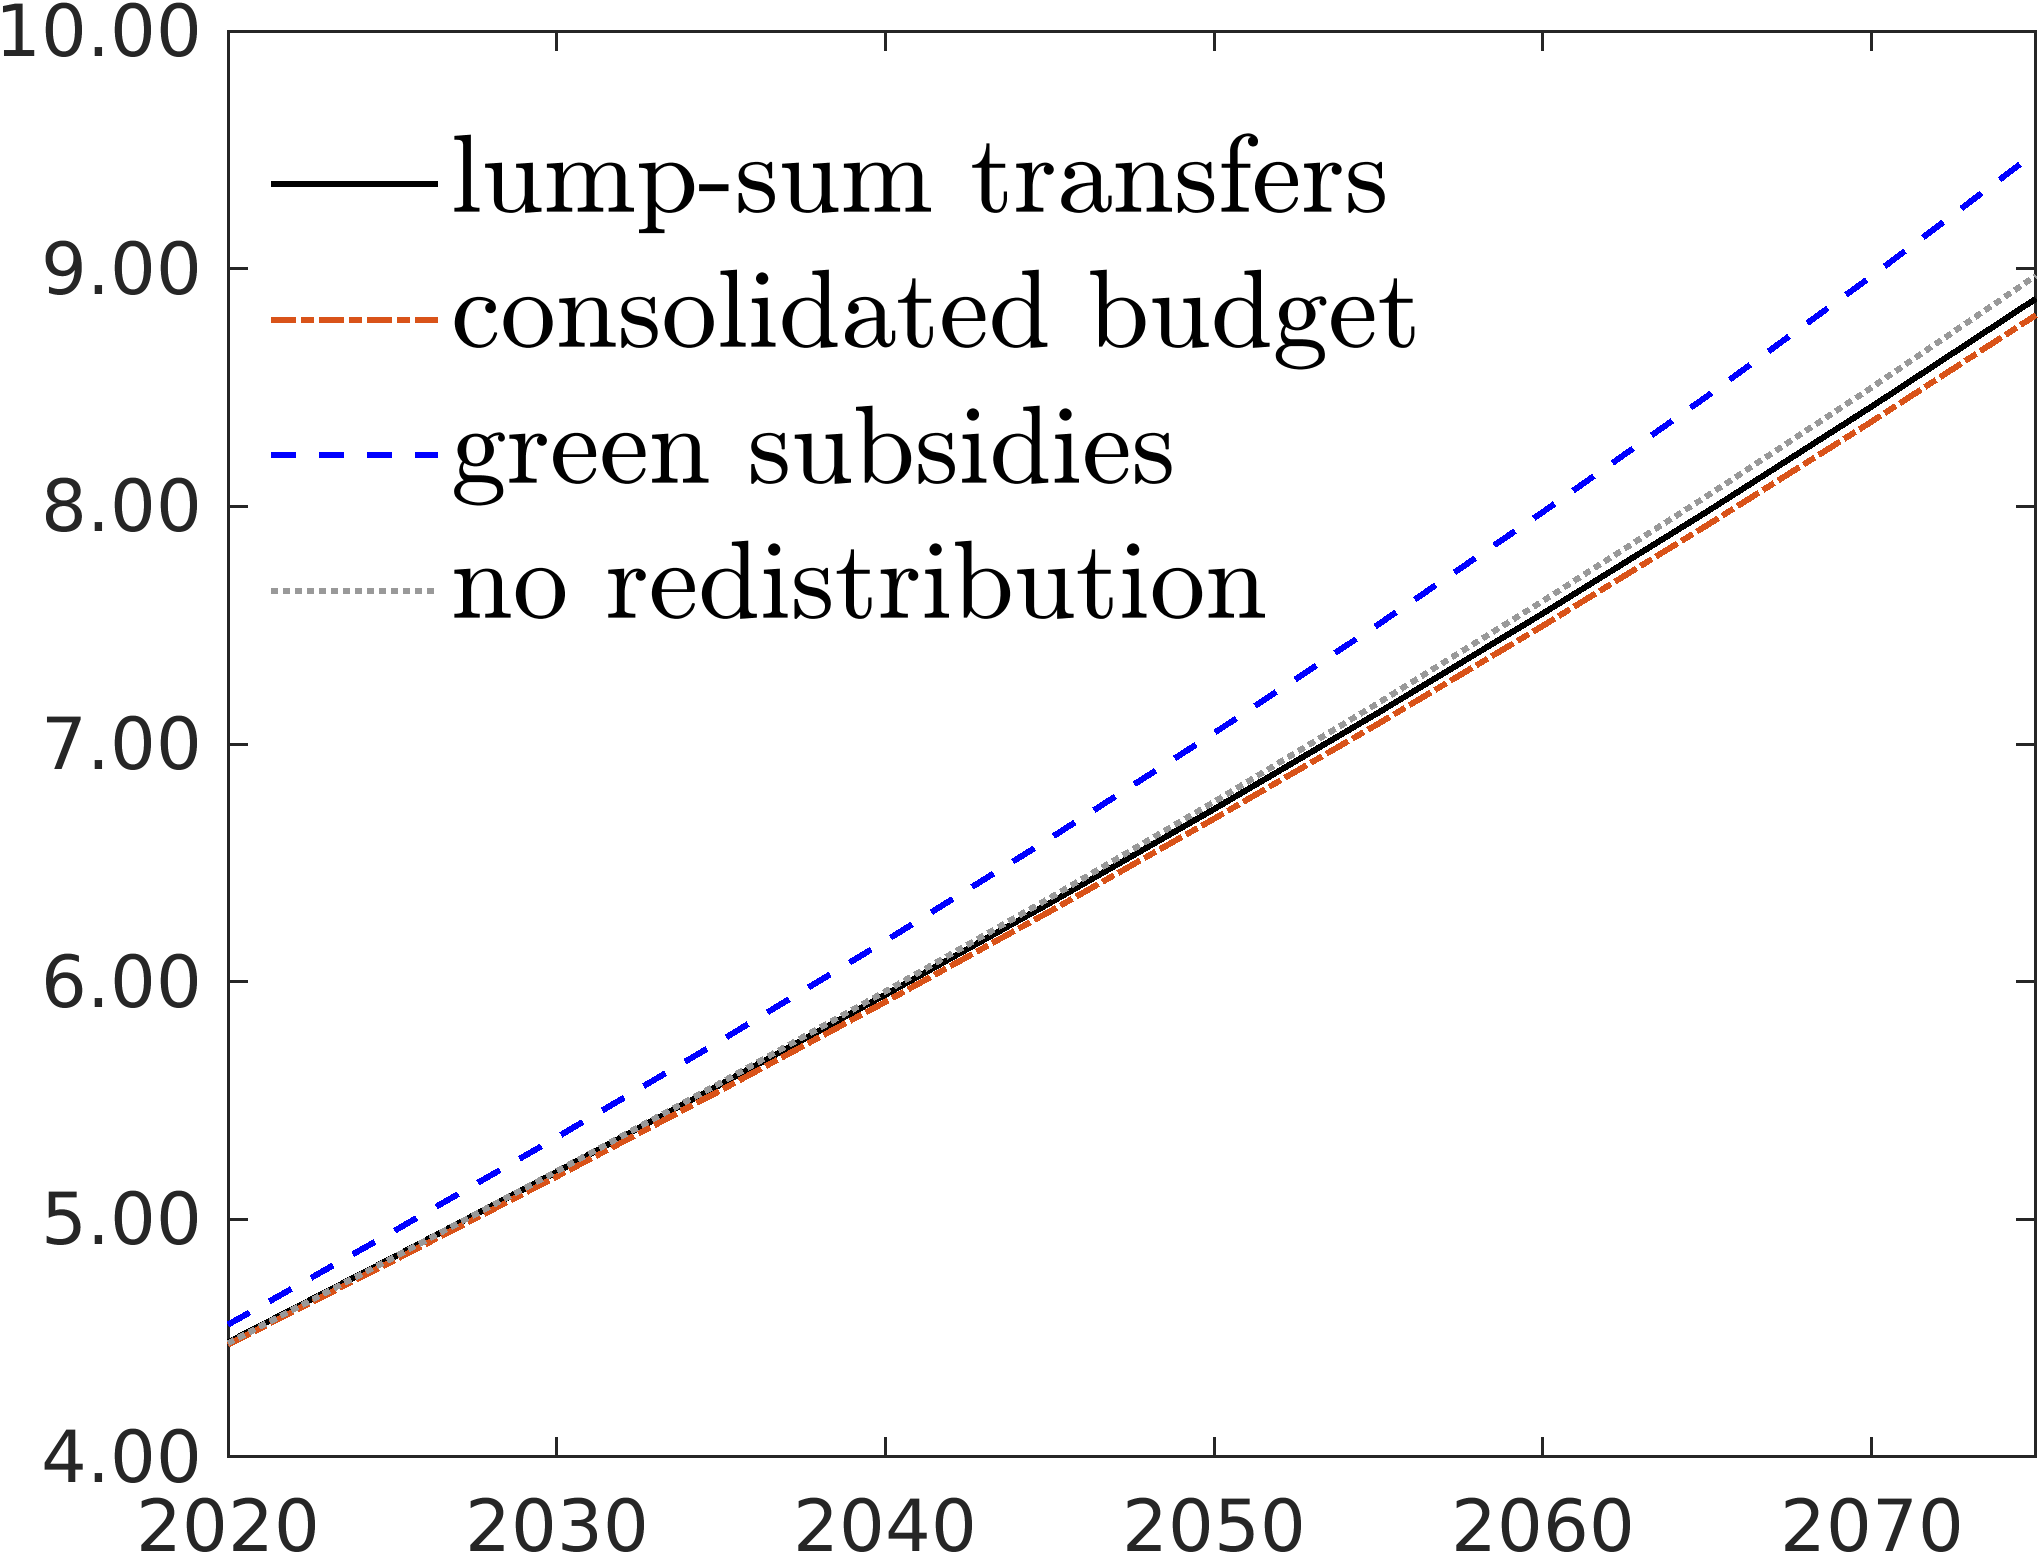 10.00
lump-sum transfers
consolidated budget
9.00
green subsidies
8.00
no redistribution
7.00
6.00
5.00
4.00
2020 2030 2040 2050 2060 2070